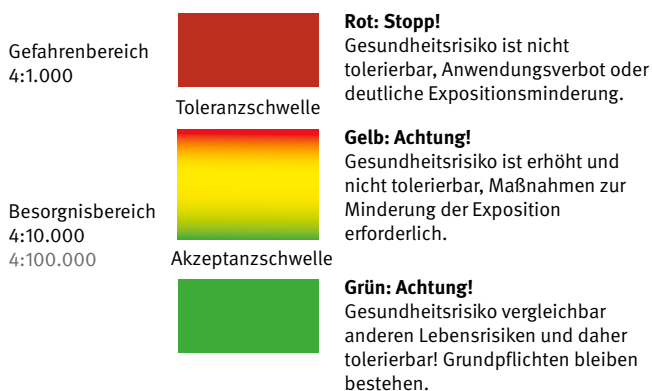 Gefahrenbereich
4:1.000
Toleranzschwelle
Rot: Stopp!
Gesundheitsrisiko ist nicht
tolerierbar, Anwendungsverbot oder
deutliche Expositionsminderung.
Besorgnisbereich
4:10.000
4:100.000
Akzeptanzschwelle
Gelb: Achtung!
Gesundheitsrisiko ist erhöht und
nicht tolerierbar, Maßnahmen zur
Minderung der Exposition
erforderlich.
Grün: Achtung!
Gesundheitsrisiko vergleichbar
anderen Lebensrisiken und daher
tolerierbar! Grundpflichten bleiben
bestehen.